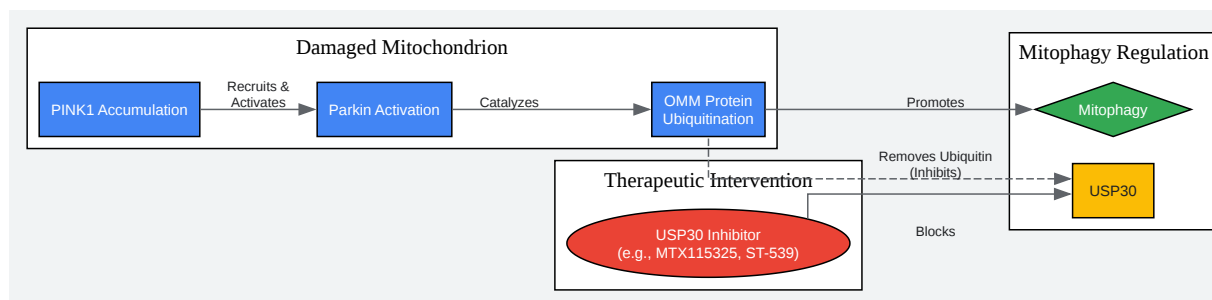 Damaged Mitochondrion
PINK1 Accumulation
Recruits &
Activates
Parkin Activation
Catalyzes
OMM Protein
Ubiquitination
Promotes
Mitophagy Regulation
Mitophagy
Removes Ubiquitin
(Inhibits)
USP30
Therapeutic Intervention
USP30 Inhibitor
(e.g., MTX115325, ST-539)
Blocks